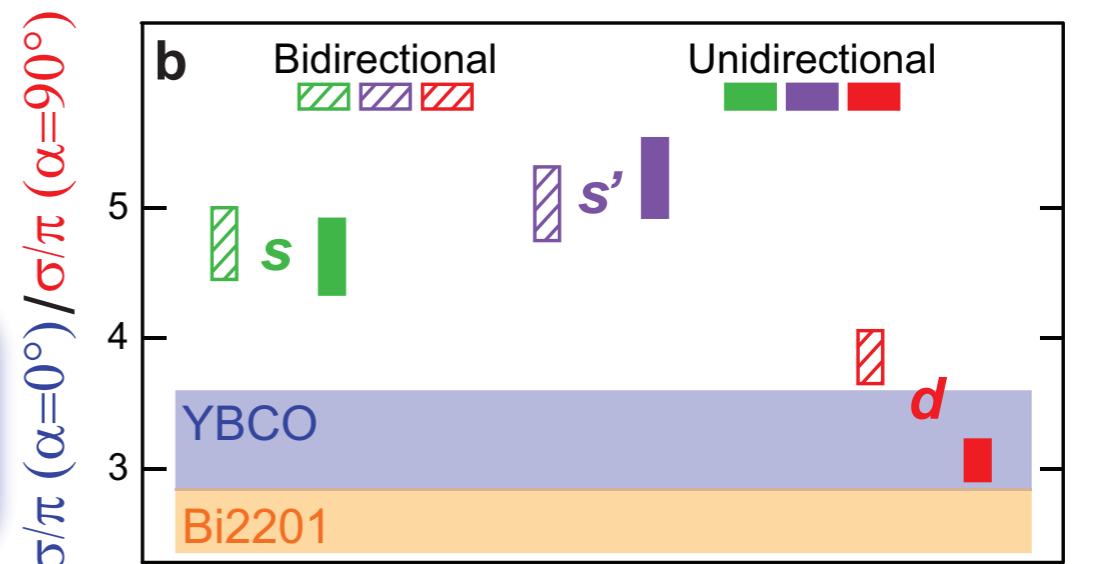 b
Bidirectional
Unidirectional
σ/π (α=0°)/σ/π (α=90°)
5
4
3
s
s’
d
YBCO
Bi2201